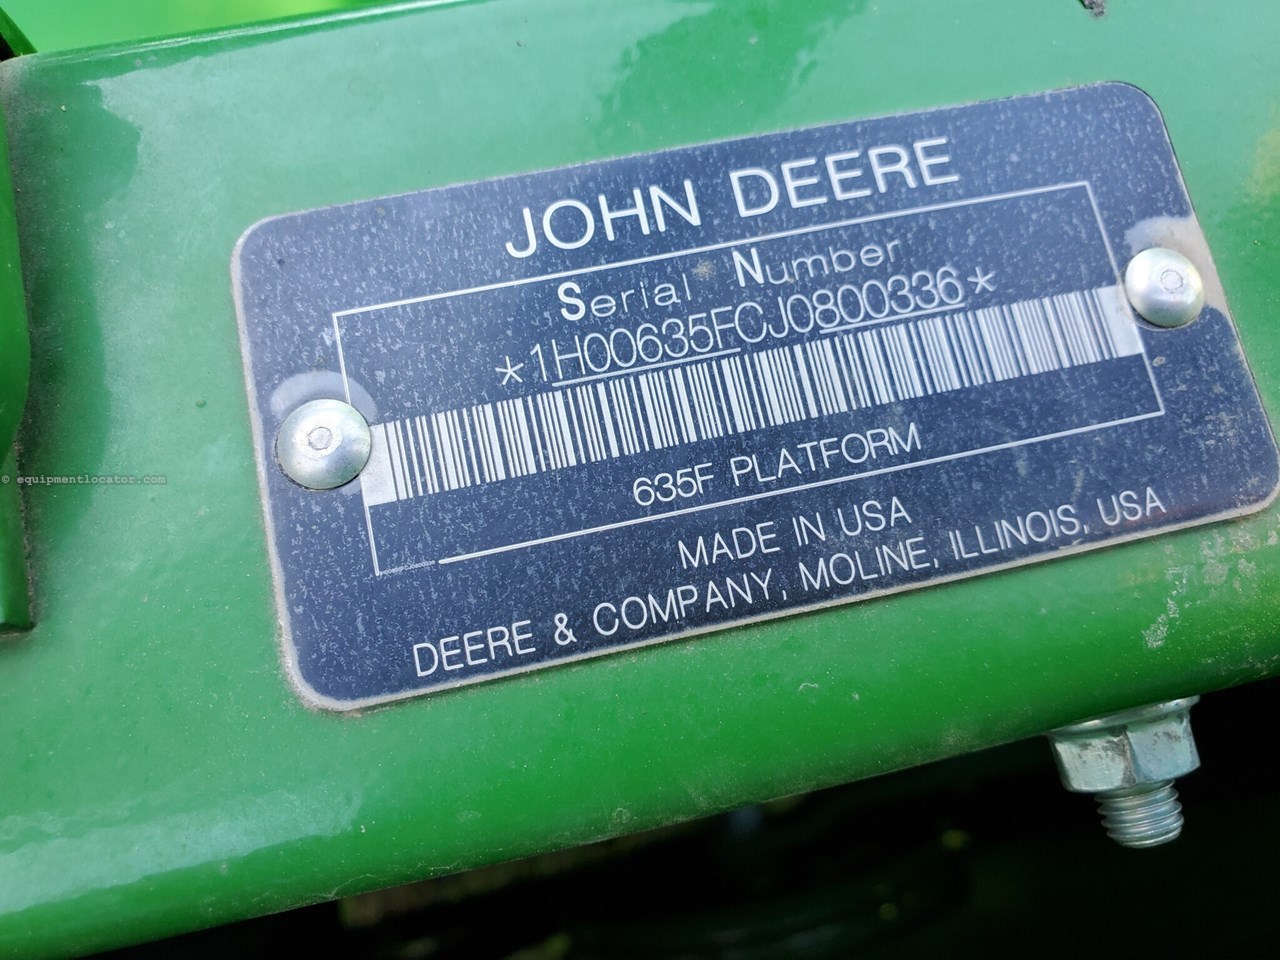 JOHN DEERE
Serial Number
*1H00635FCJ0800336*
635F PLATFORM
MADE IN USA
DEERE & COMPANY, MOLINE, ILLINOIS, USA
© equipmentlocator.com